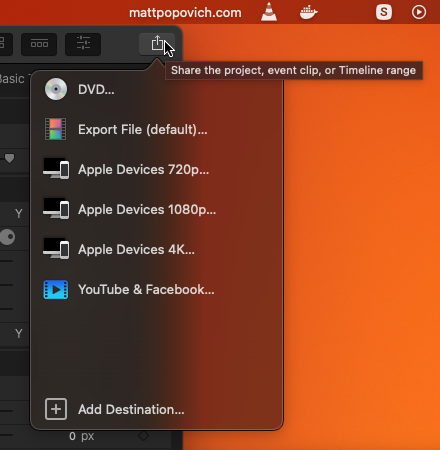 mattpopovich.com
S
Share the project, event clip, or Timeline range
Basic
DVD...
Export File (default)...
Apple Devices 720p...
Apple Devices 1080p...
Y
Apple Devices 4K...
YouTube & Facebook...
Y
Add Destination...
0 px